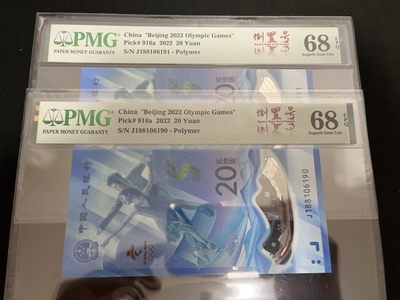 PMG
PAPER MONEY GUARANTY
China "Beijing 2022 Olympic Games"
Pick# 916a 2022 20 Yuan
S/N J188106191 - Polymer
68 EPQ
Superb Gem Unc
PMG
PAPER MONEY GUARANTY
China "Beijing 2022 Olympic Games"
Pick# 916a 2022 20 Yuan
S/N J188106190 - Polymer
68 EPQ
Superb Gem Unc
中国人民银行
20
J188106190